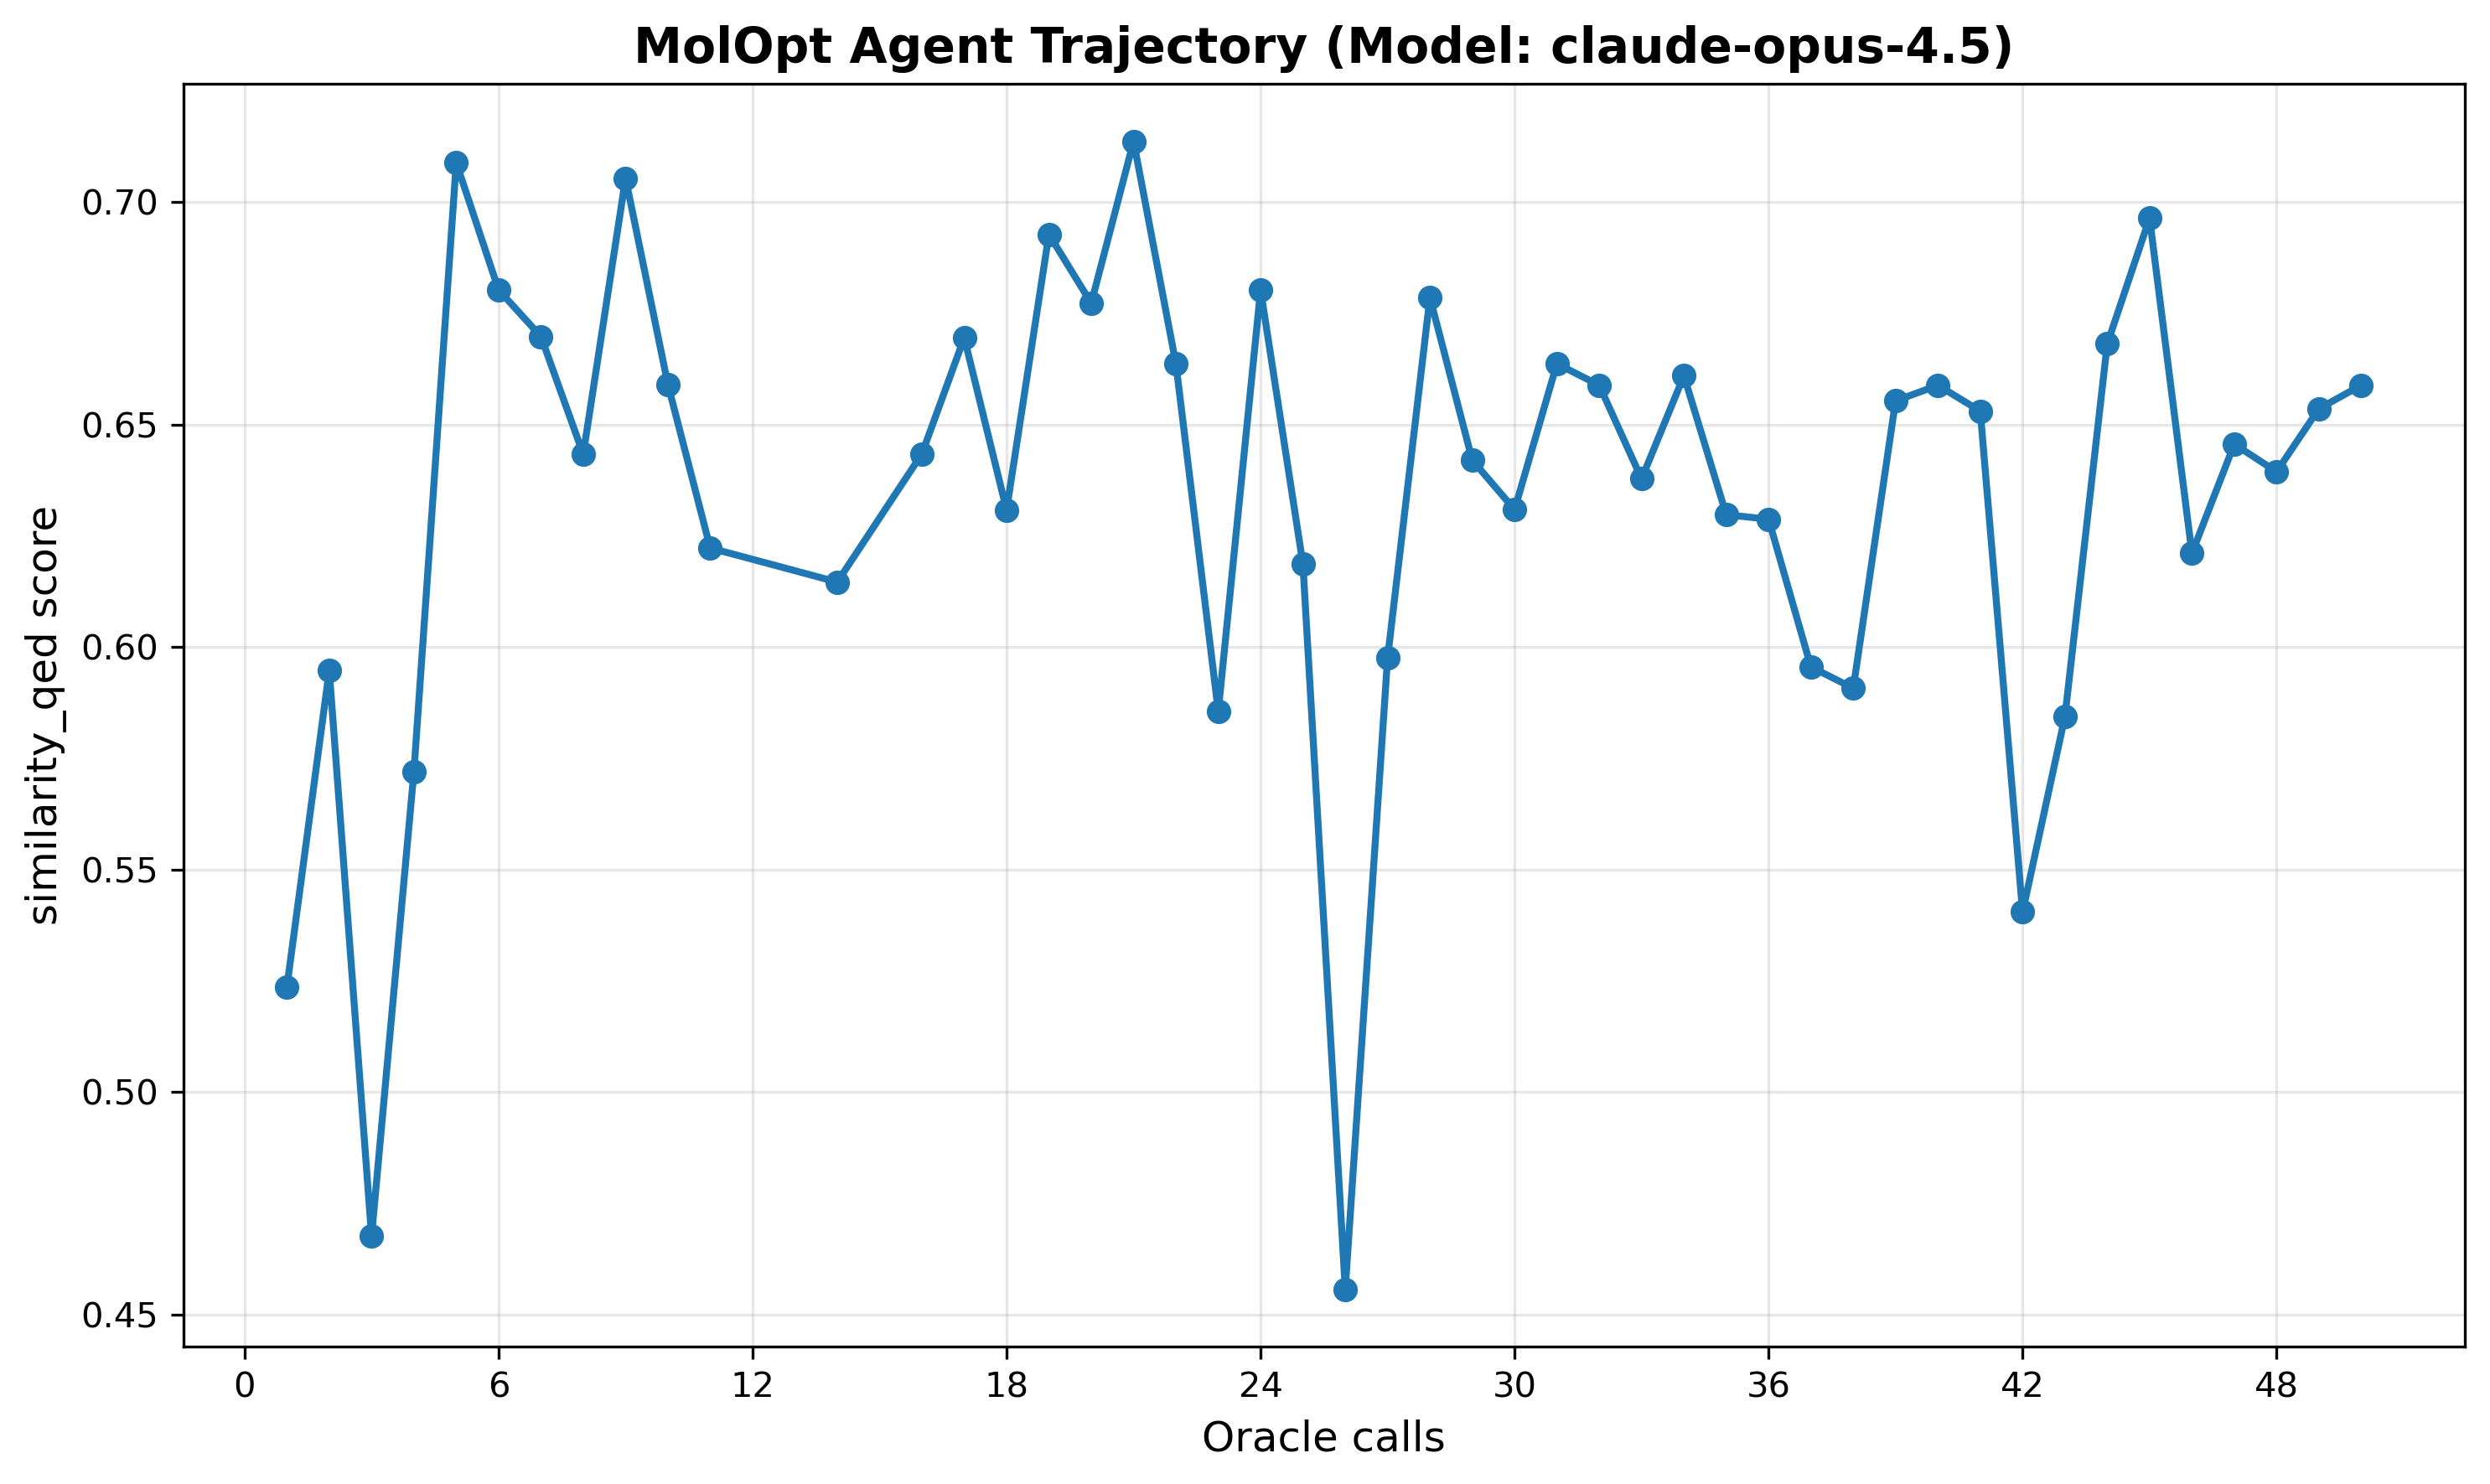 MolOpt Agent Trajectory (Model: claude-opus-4.5)
similarity_qed score
0.70
0.65
0.60
0.55
0.50
0.45
0 6 12 18 24 30 36 42 48
Oracle calls